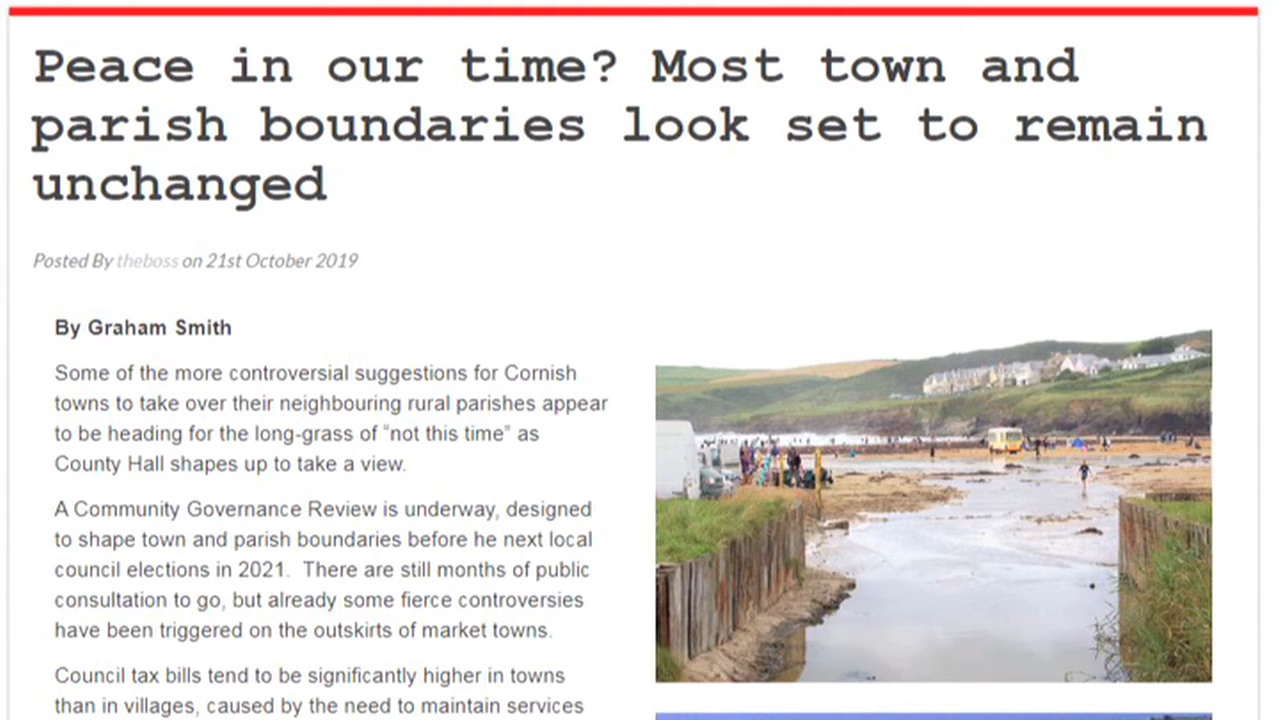 Peace in our time? Most town and
parish boundaries look set to remain
unchanged
Posted By theboss on 21st October 2019
By Graham Smith
Some of the more controversial suggestions for Cornish
towns to take over their neighbouring rural parishes appear
to be heading for the long-grass of “not this time” as
County Hall shapes up to take a view.
A Community Governance Review is underway, designed
to shape town and parish boundaries before he next local
council elections in 2021.  There are still months of public
consultation to go, but already some fierce controversies
have been triggered on the outskirts of market towns.
Council tax bills tend to be significantly higher in towns
than in villages, caused by the need to maintain services